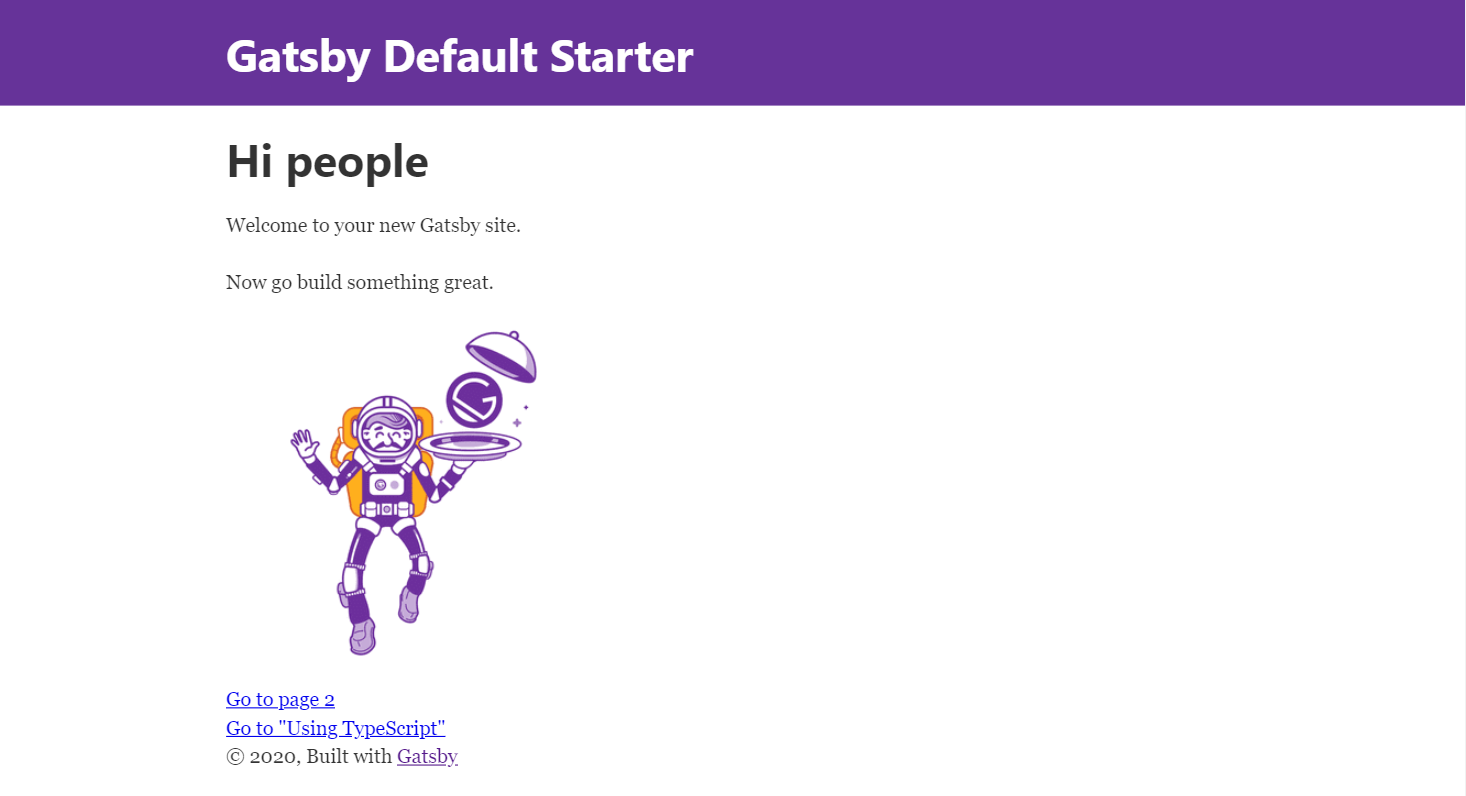 Gatsby Default Starter
Hi people
Welcome to your new Gatsby site.
Now go build something great.
Go to page 2
Go to "Using TypeScript"
© 2020, Built with Gatsby